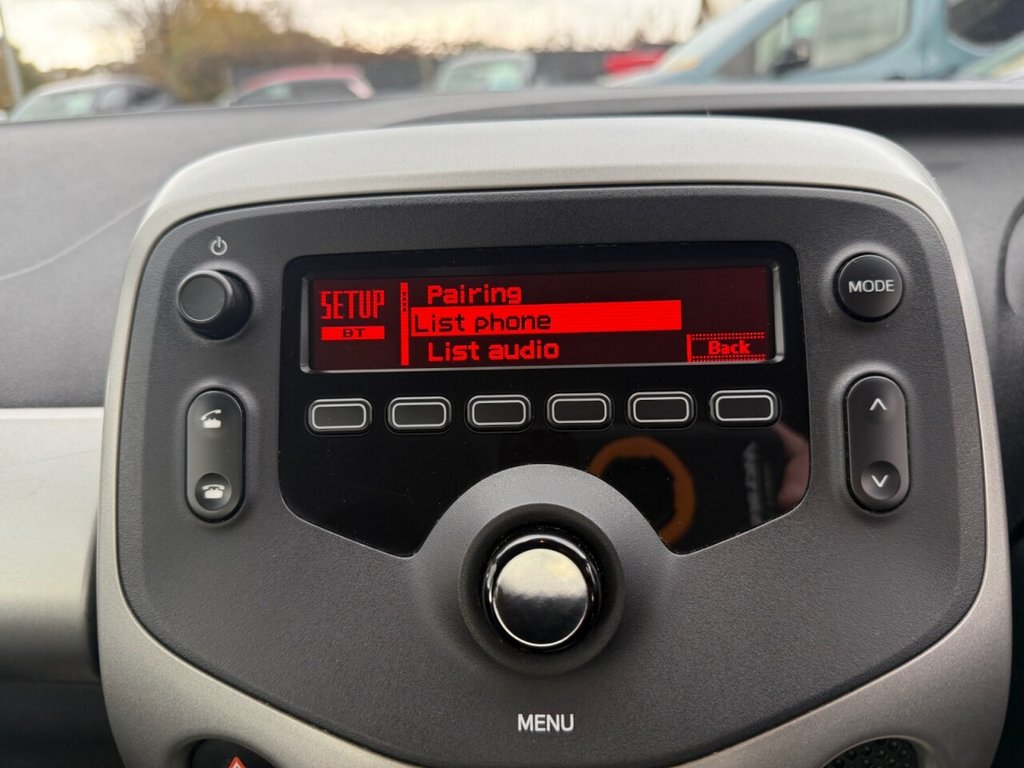 SETUP
BT
Pairing
List phone
List audio
Back
MODE
MENU